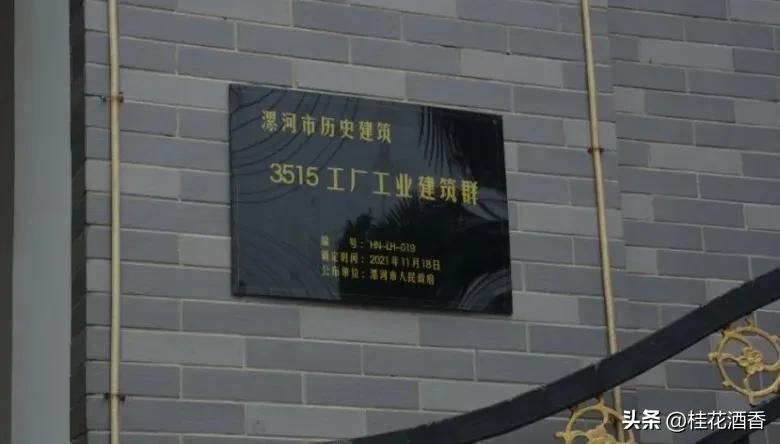 漯河市历史建筑
3515工厂工业建筑群
编 号：HN-LH-019
确定时间：2021年11月18日
公布单位：漯河市人民政府
头条 @桂花酒香